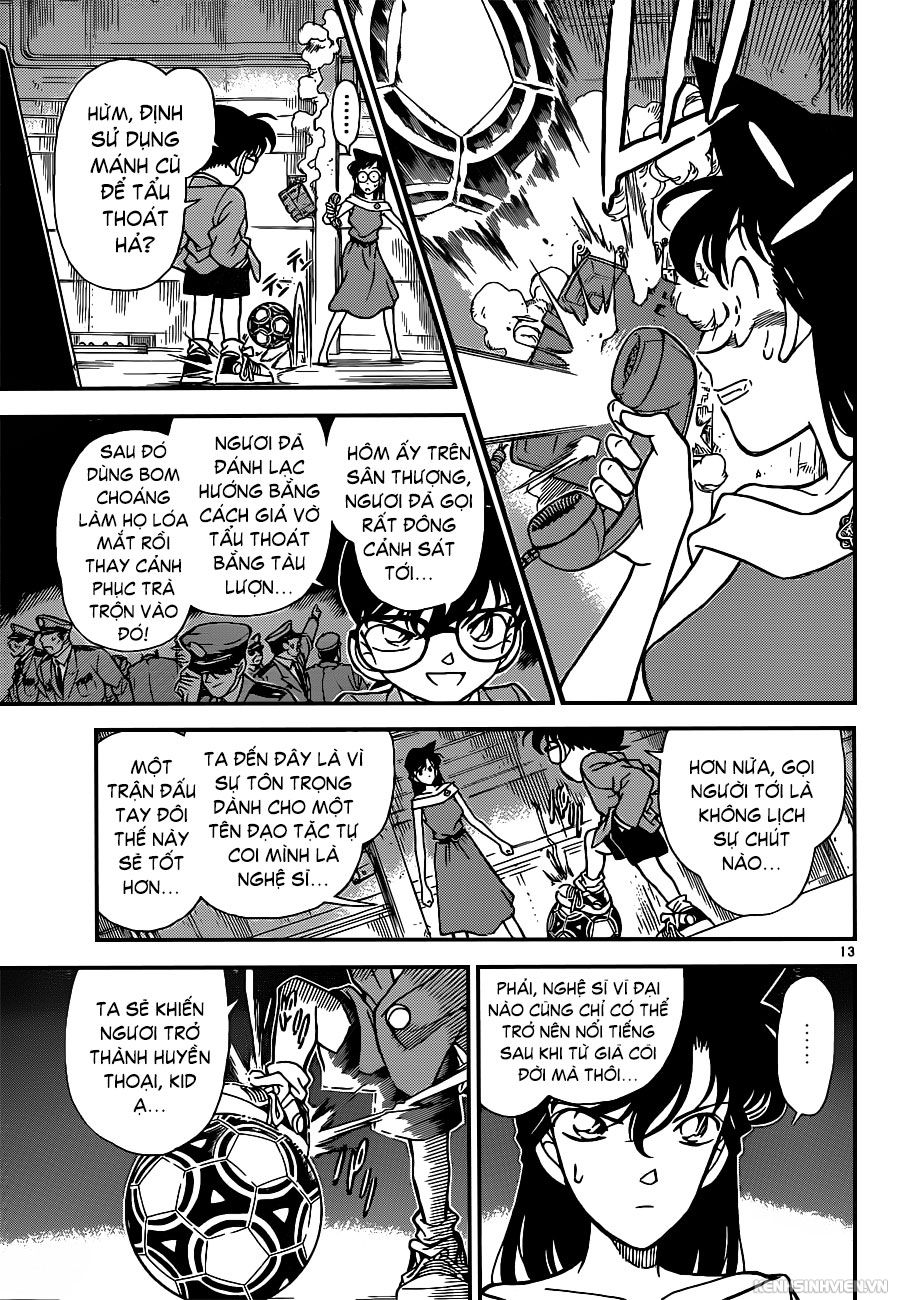 HỪM, ĐỊNH
SỬ DỤNG
MÁNH CŨ
ĐỂ TẨU
THOÁT
HẢ?
HÔM ẤY TRÊN
SÂN THƯỢNG,
NGƯƠI ĐÃ GỌI
RẤT ĐÔNG
CẢNH SÁT
TỚI...
NGƯƠI ĐÃ
ĐÁNH LẠC
HƯỚNG BẰNG
CÁCH GIẢ VỜ
TẨU THOÁT
BẰNG TÀU
LƯỢN...
SAU ĐÓ
DÙNG BOM
CHOÁNG
LÀM HỌ LÓA
MẮT RỒI
THAY CẢNH
PHỤC TRÀ
TRỘN VÀO
ĐÓ!
HƠN NỮA, GỌI
NGƯỜI TỚI LÀ
KHÔNG LỊCH
SỰ CHÚT
NÀO...
TA ĐẾN ĐÂY LÀ VÌ
SỰ TÔN TRỌNG
DÀNH CHO MỘT
TÊN ĐẠO TẶC TỰ
COI MÌNH LÀ
NGHỆ SĨ...
MỘT
TRẬN ĐẤU
TAY ĐÔI
THẾ NÀY
SẼ TỐT
HƠN...
13
PHẢI, NGHỆ SĨ VĨ ĐẠI
NÀO CŨNG CHỈ CÓ THỂ
TRỞ NÊN NỔI TIẾNG
SAU KHI TỪ GIÃ CÕI
ĐỜI MÀ THÔI...
TA SẼ KHIẾN
NGƯƠI TRỞ
THÀNH HUYỀN
THOẠI, KID
Ạ...
KENHSINHVIEN.VN